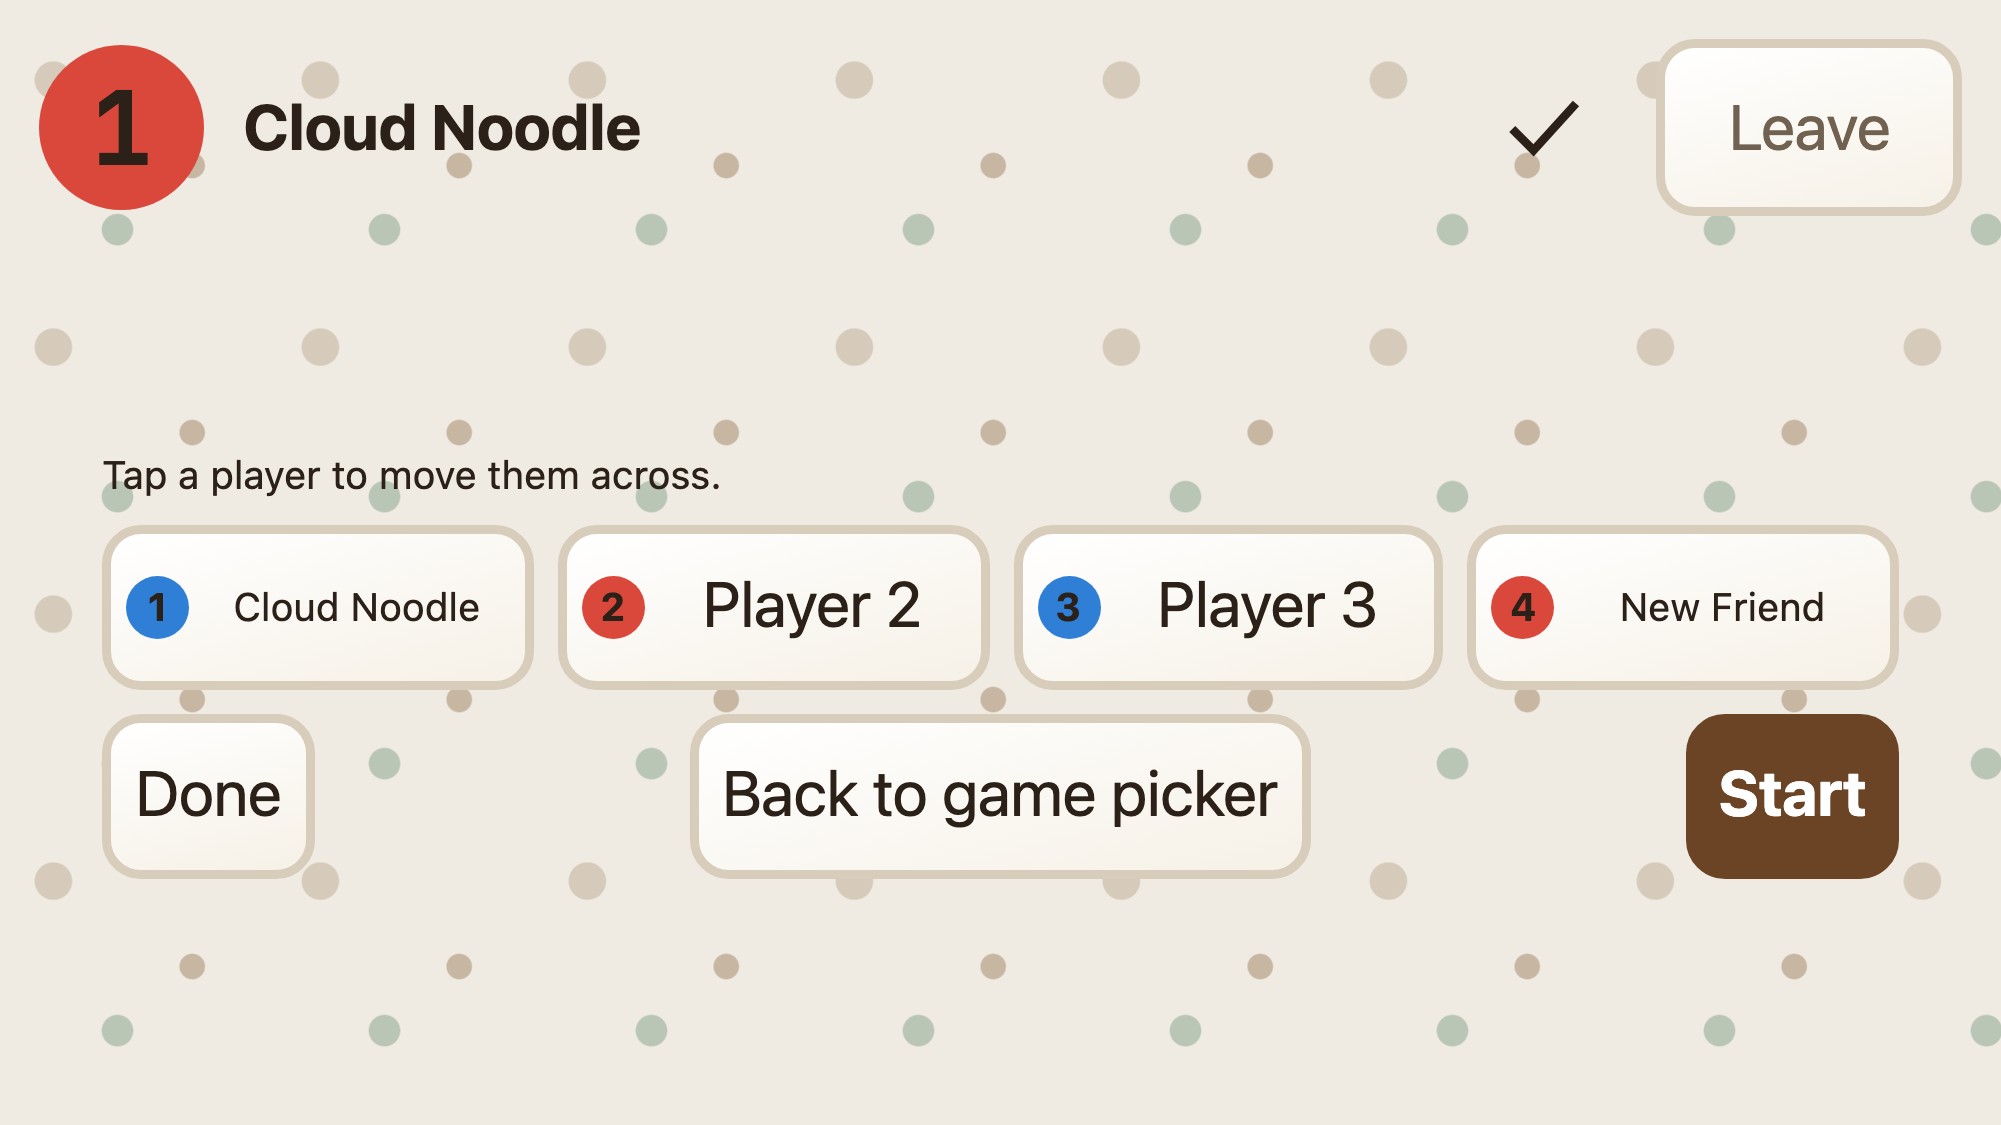 1 Cloud Noodle Leave
Tap a player to move them across.
1 Cloud Noodle 2 Player 2 3 Player 3 4 New Friend
Done Back to game picker Start